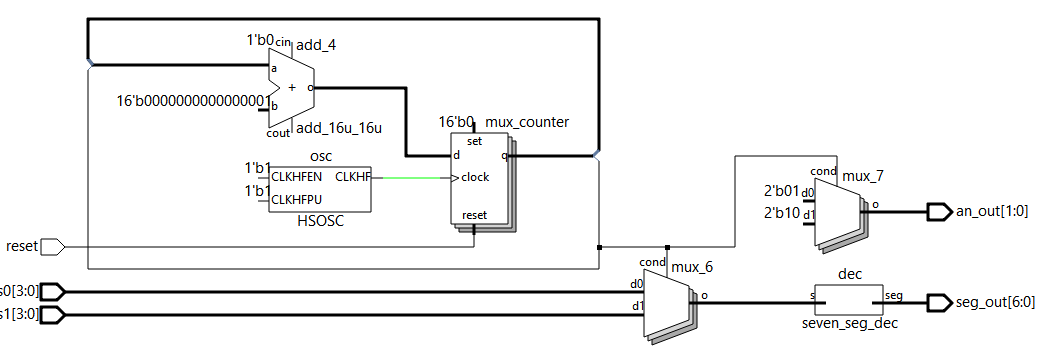 1'b0 cin add_4
a
+ o
16'b0000000000000001 b
cout add_16u_16u
16'b0 mux_counter
set
d q
clock
reset
osc
1'b1 CLKHFEN CLKHF
1'b1 CLKHFPU
HSOSC
cond mux_7
2'b01 d0
2'b10 d1
o an_out[1:0]
reset
cond mux_6
s0[3:0] d0
s1[3:0] d1
o
dec
s seg seg_out[6:0]
seven_seg_dec